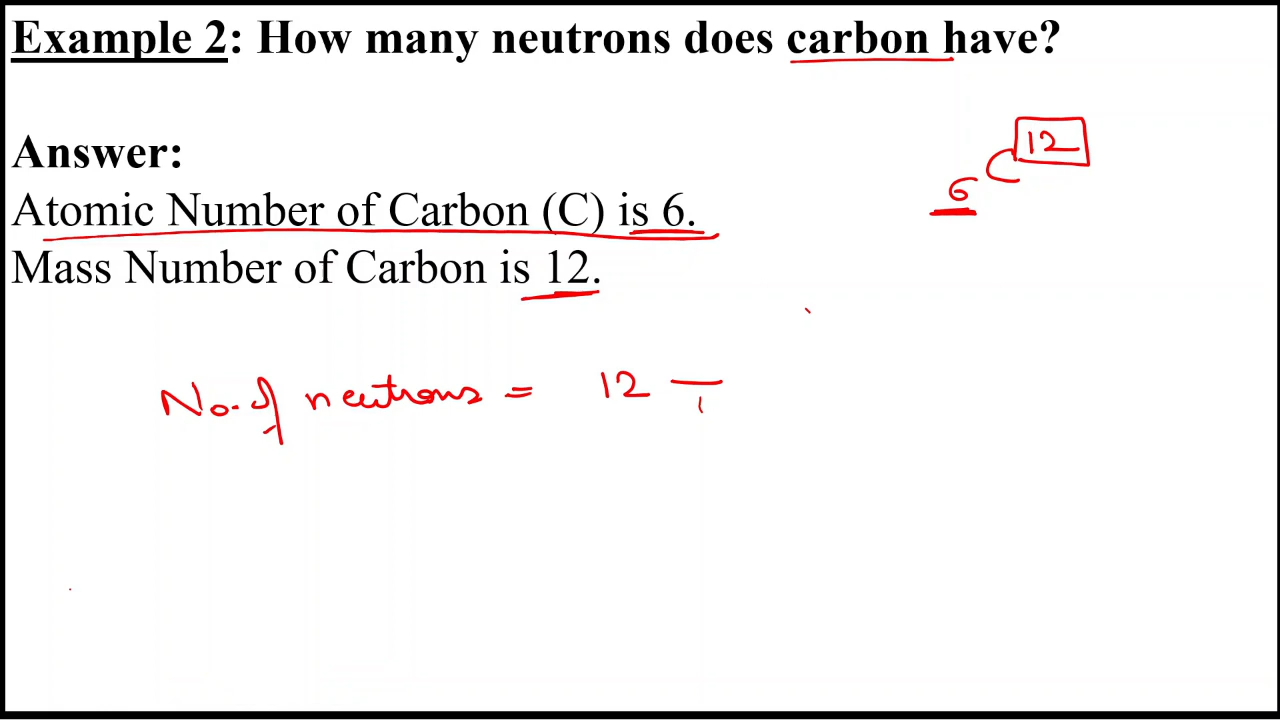 Example 2: How many neutrons does carbon have?
12
C
6
Answer:
Atomic Number of Carbon (C) is 6.
Mass Number of Carbon is 12.
No. of neutrons = 12 —